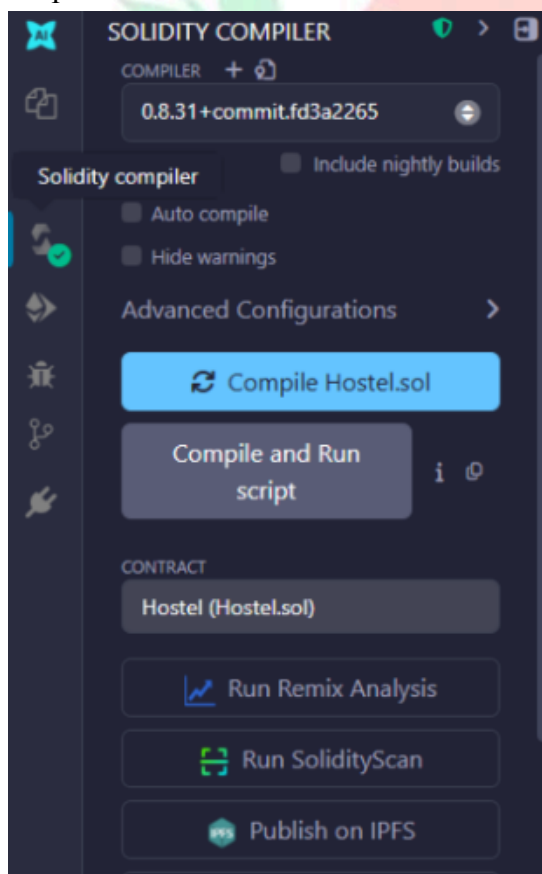 AI
SOLIDITY COMPILER
COMPILER
0.8.31+commit.fd3a2265
Include nightly builds
Solidity compiler
Auto compile
Hide warnings
Advanced Configurations
Compile Hostel.sol
Compile and Run
script
i
CONTRACT
Hostel (Hostel.sol)
Run Remix Analysis
Run SolidityScan
IPFS
Publish on IPFS